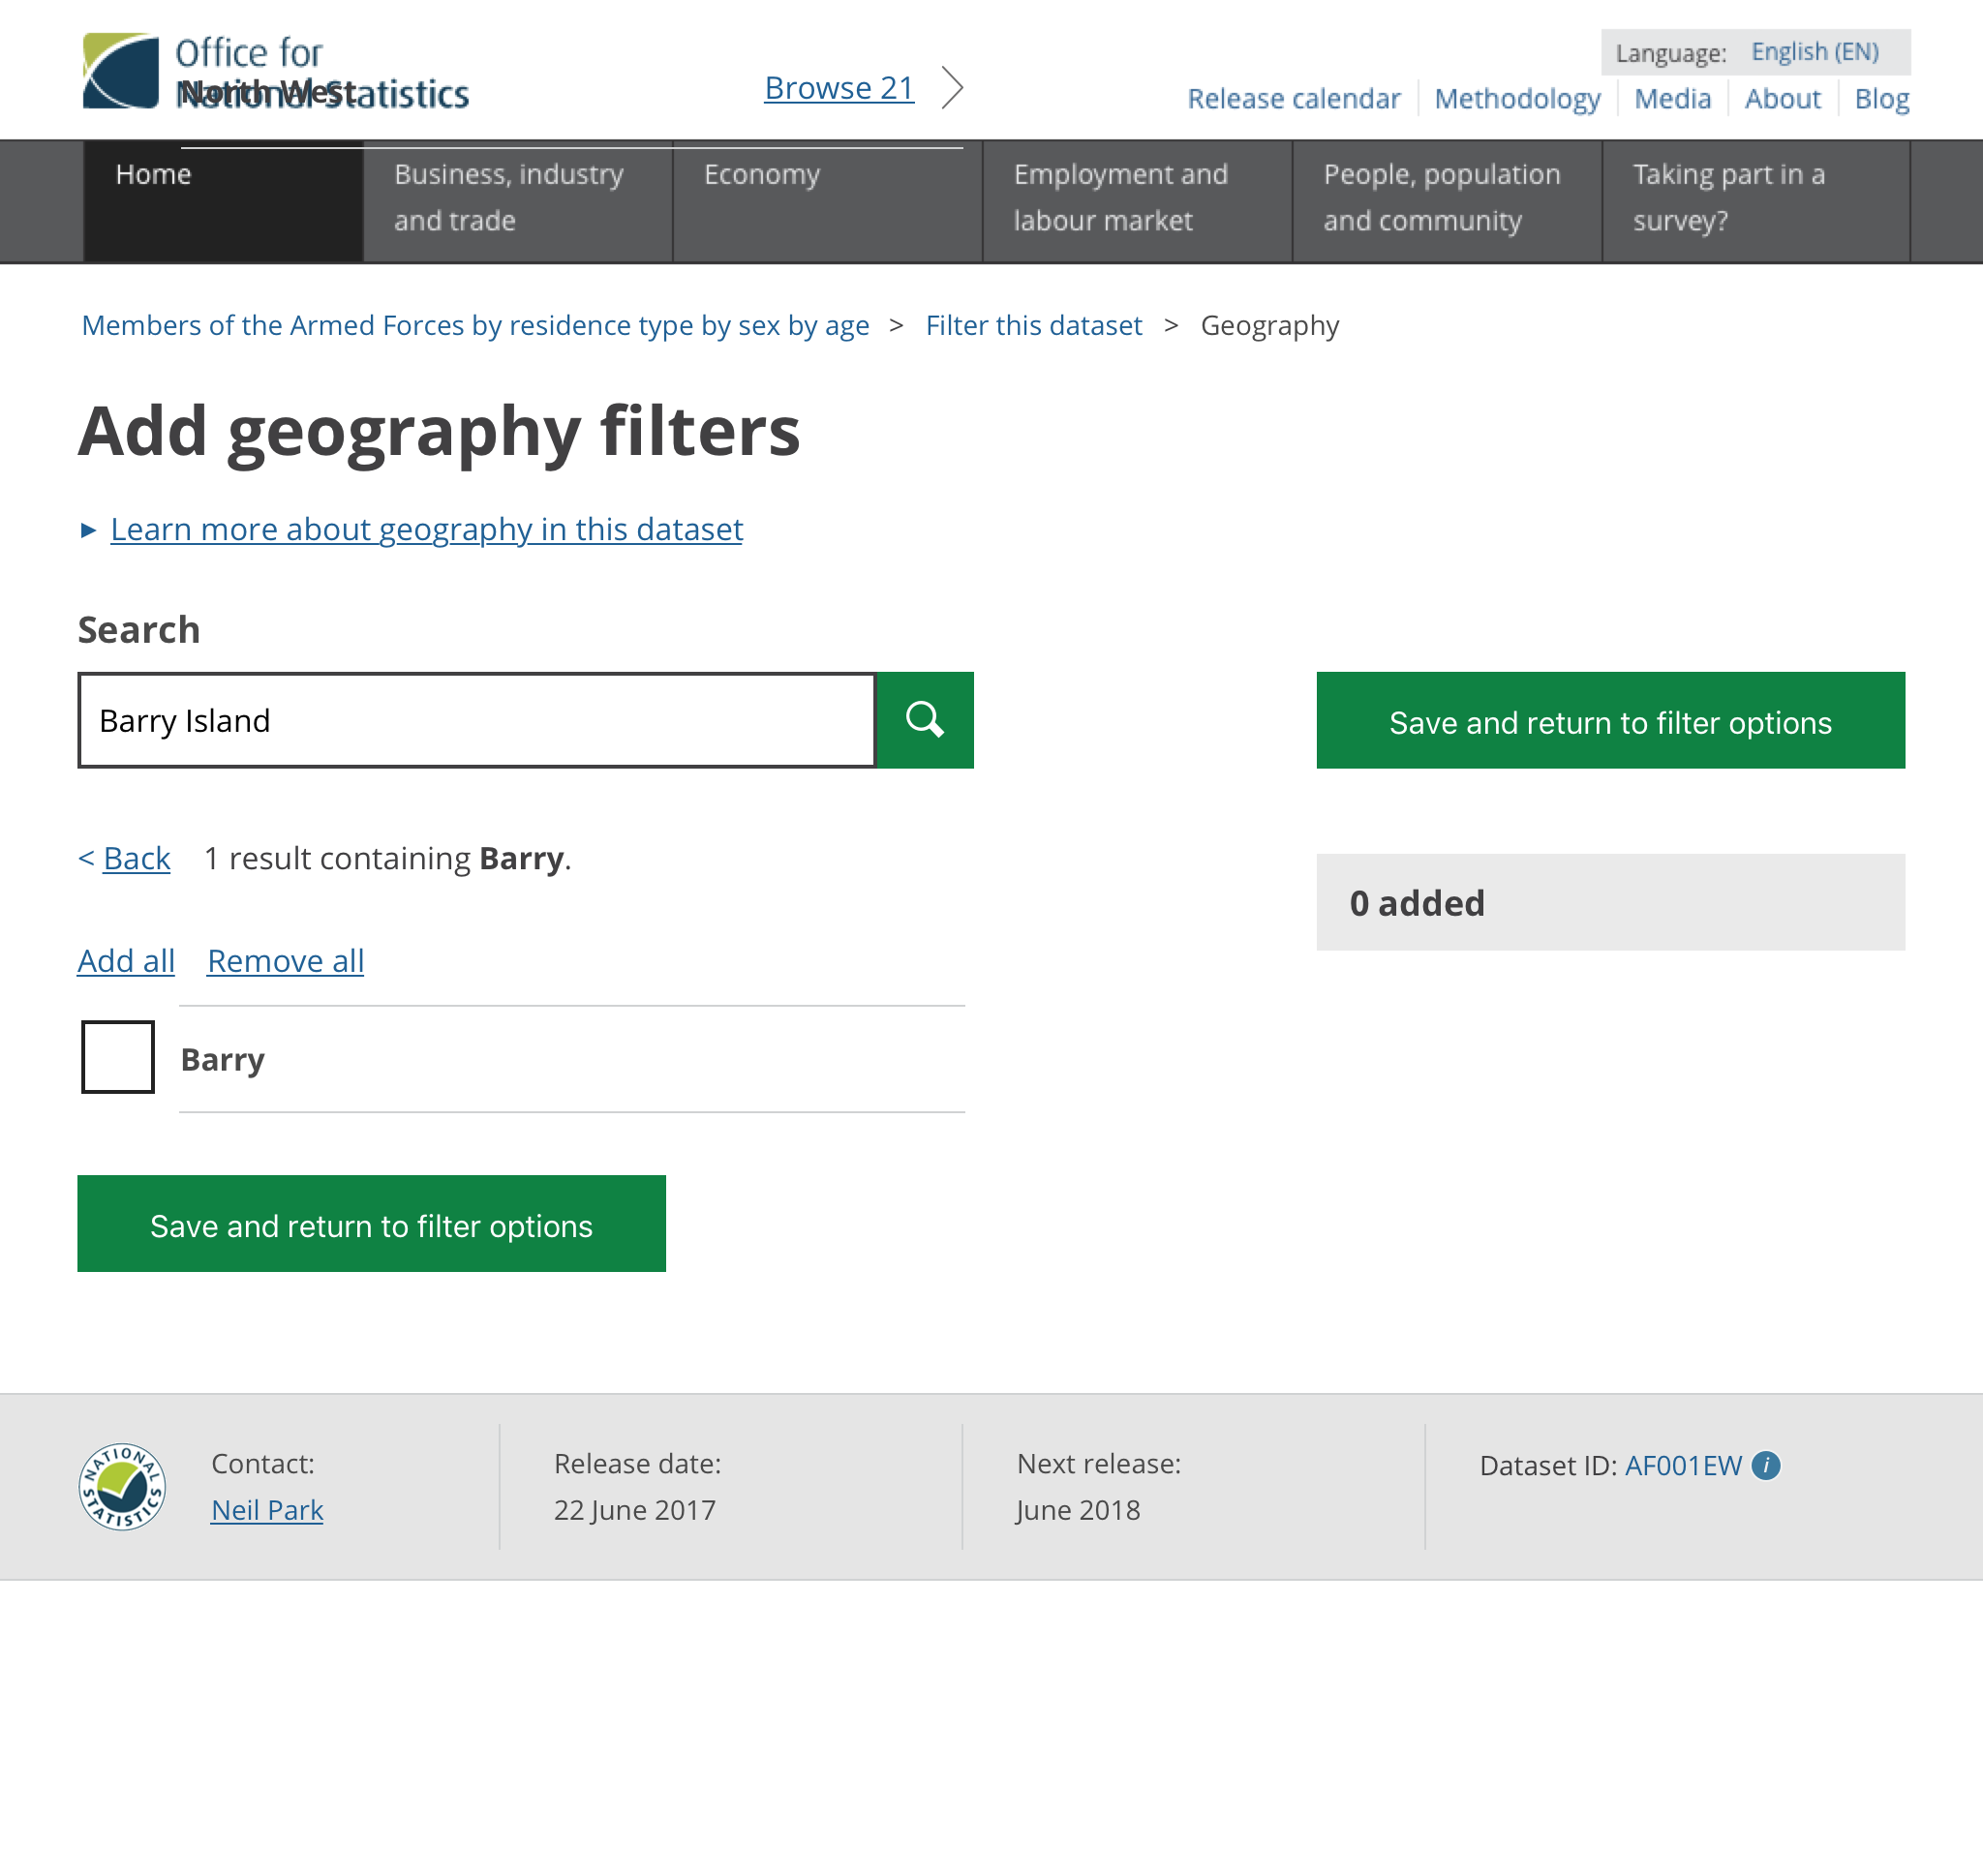 Office for
National Statistics
North West
Browse 21
Language: English (EN)
Release calendar Methodology Media About Blog
Home
Business, industry
and trade
Economy
Employment and
labour market
People, population
and community
Taking part in a
survey?
Members of the Armed Forces by residence type by sex by age > Filter this dataset > Geography
Add geography filters
► Learn more about geography in this dataset
Search
Barry Island
Save and return to filter options
< Back 1 result containing Barry.
0 added
Add all Remove all
Barry
Save and return to filter options
NATIONAL STATISTICS
Contact:
Neil Park
Release date:
22 June 2017
Next release:
June 2018
Dataset ID: AF001EW i